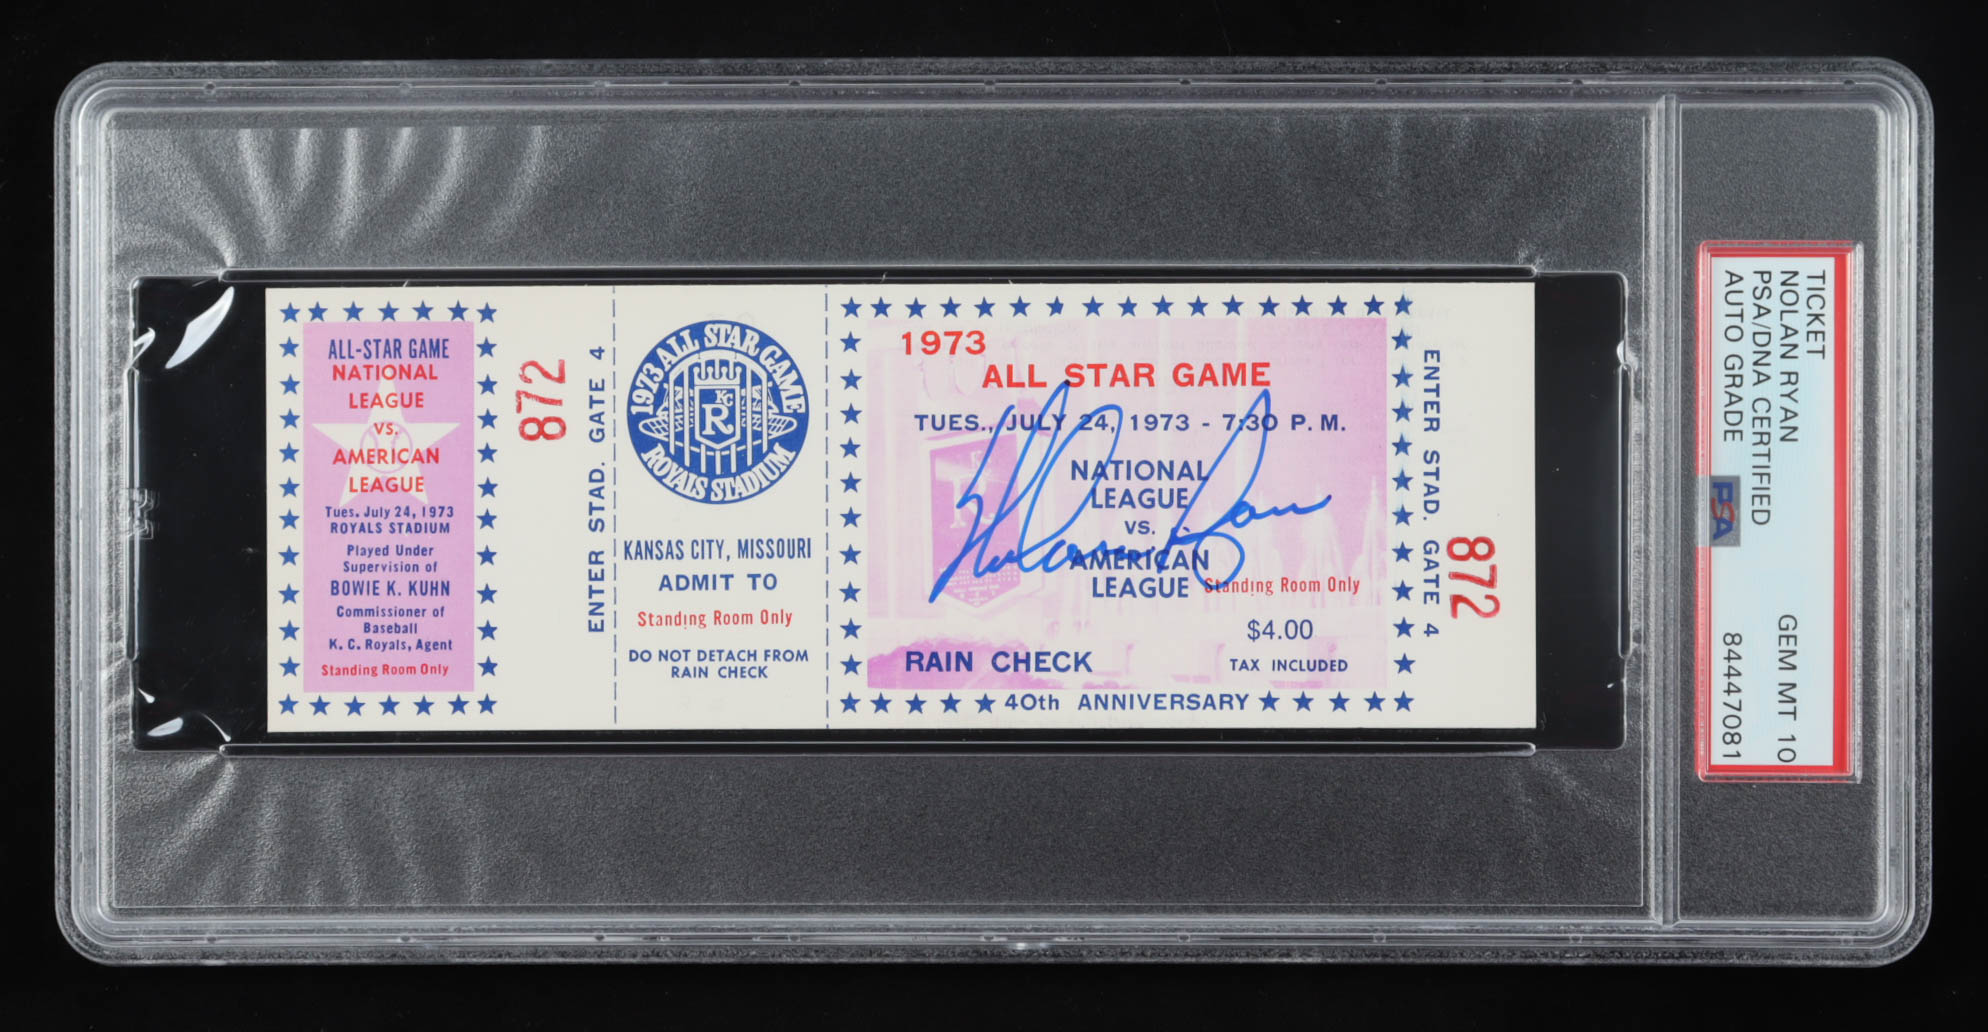 ALL-STAR GAME
NATIONAL
LEAGUE
VS.
AMERICAN
LEAGUE
Tues. July 24, 1973
ROYALS STADIUM
Played Under
Supervision of
BOWIE K. KUHN
Commissioner of
Baseball
K. C. Royals, Agent
Standing Room Only
872
ENTER STAD. GATE 4
1973 ALL STAR GAME
KC
R
ROYALS STADIUM
KANSAS CITY, MISSOURI
ADMIT TO
Standing Room Only
DO NOT DETACH FROM
RAIN CHECK
1973
ALL STAR GAME
TUES., JULY 24, 1973 - 7:30 P. M.
NATIONAL
LEAGUE
VS.
AMERICAN
LEAGUE
Standing Room Only
Nolan Ryan
$4.00
RAIN CHECK
TAX INCLUDED
40th ANNIVERSARY
ENTER STAD. GATE 4
872
TICKET
NOLAN RYAN
PSA/DNA CERTIFIED
AUTO GRADE
GEM MT 10
84447081
PSA